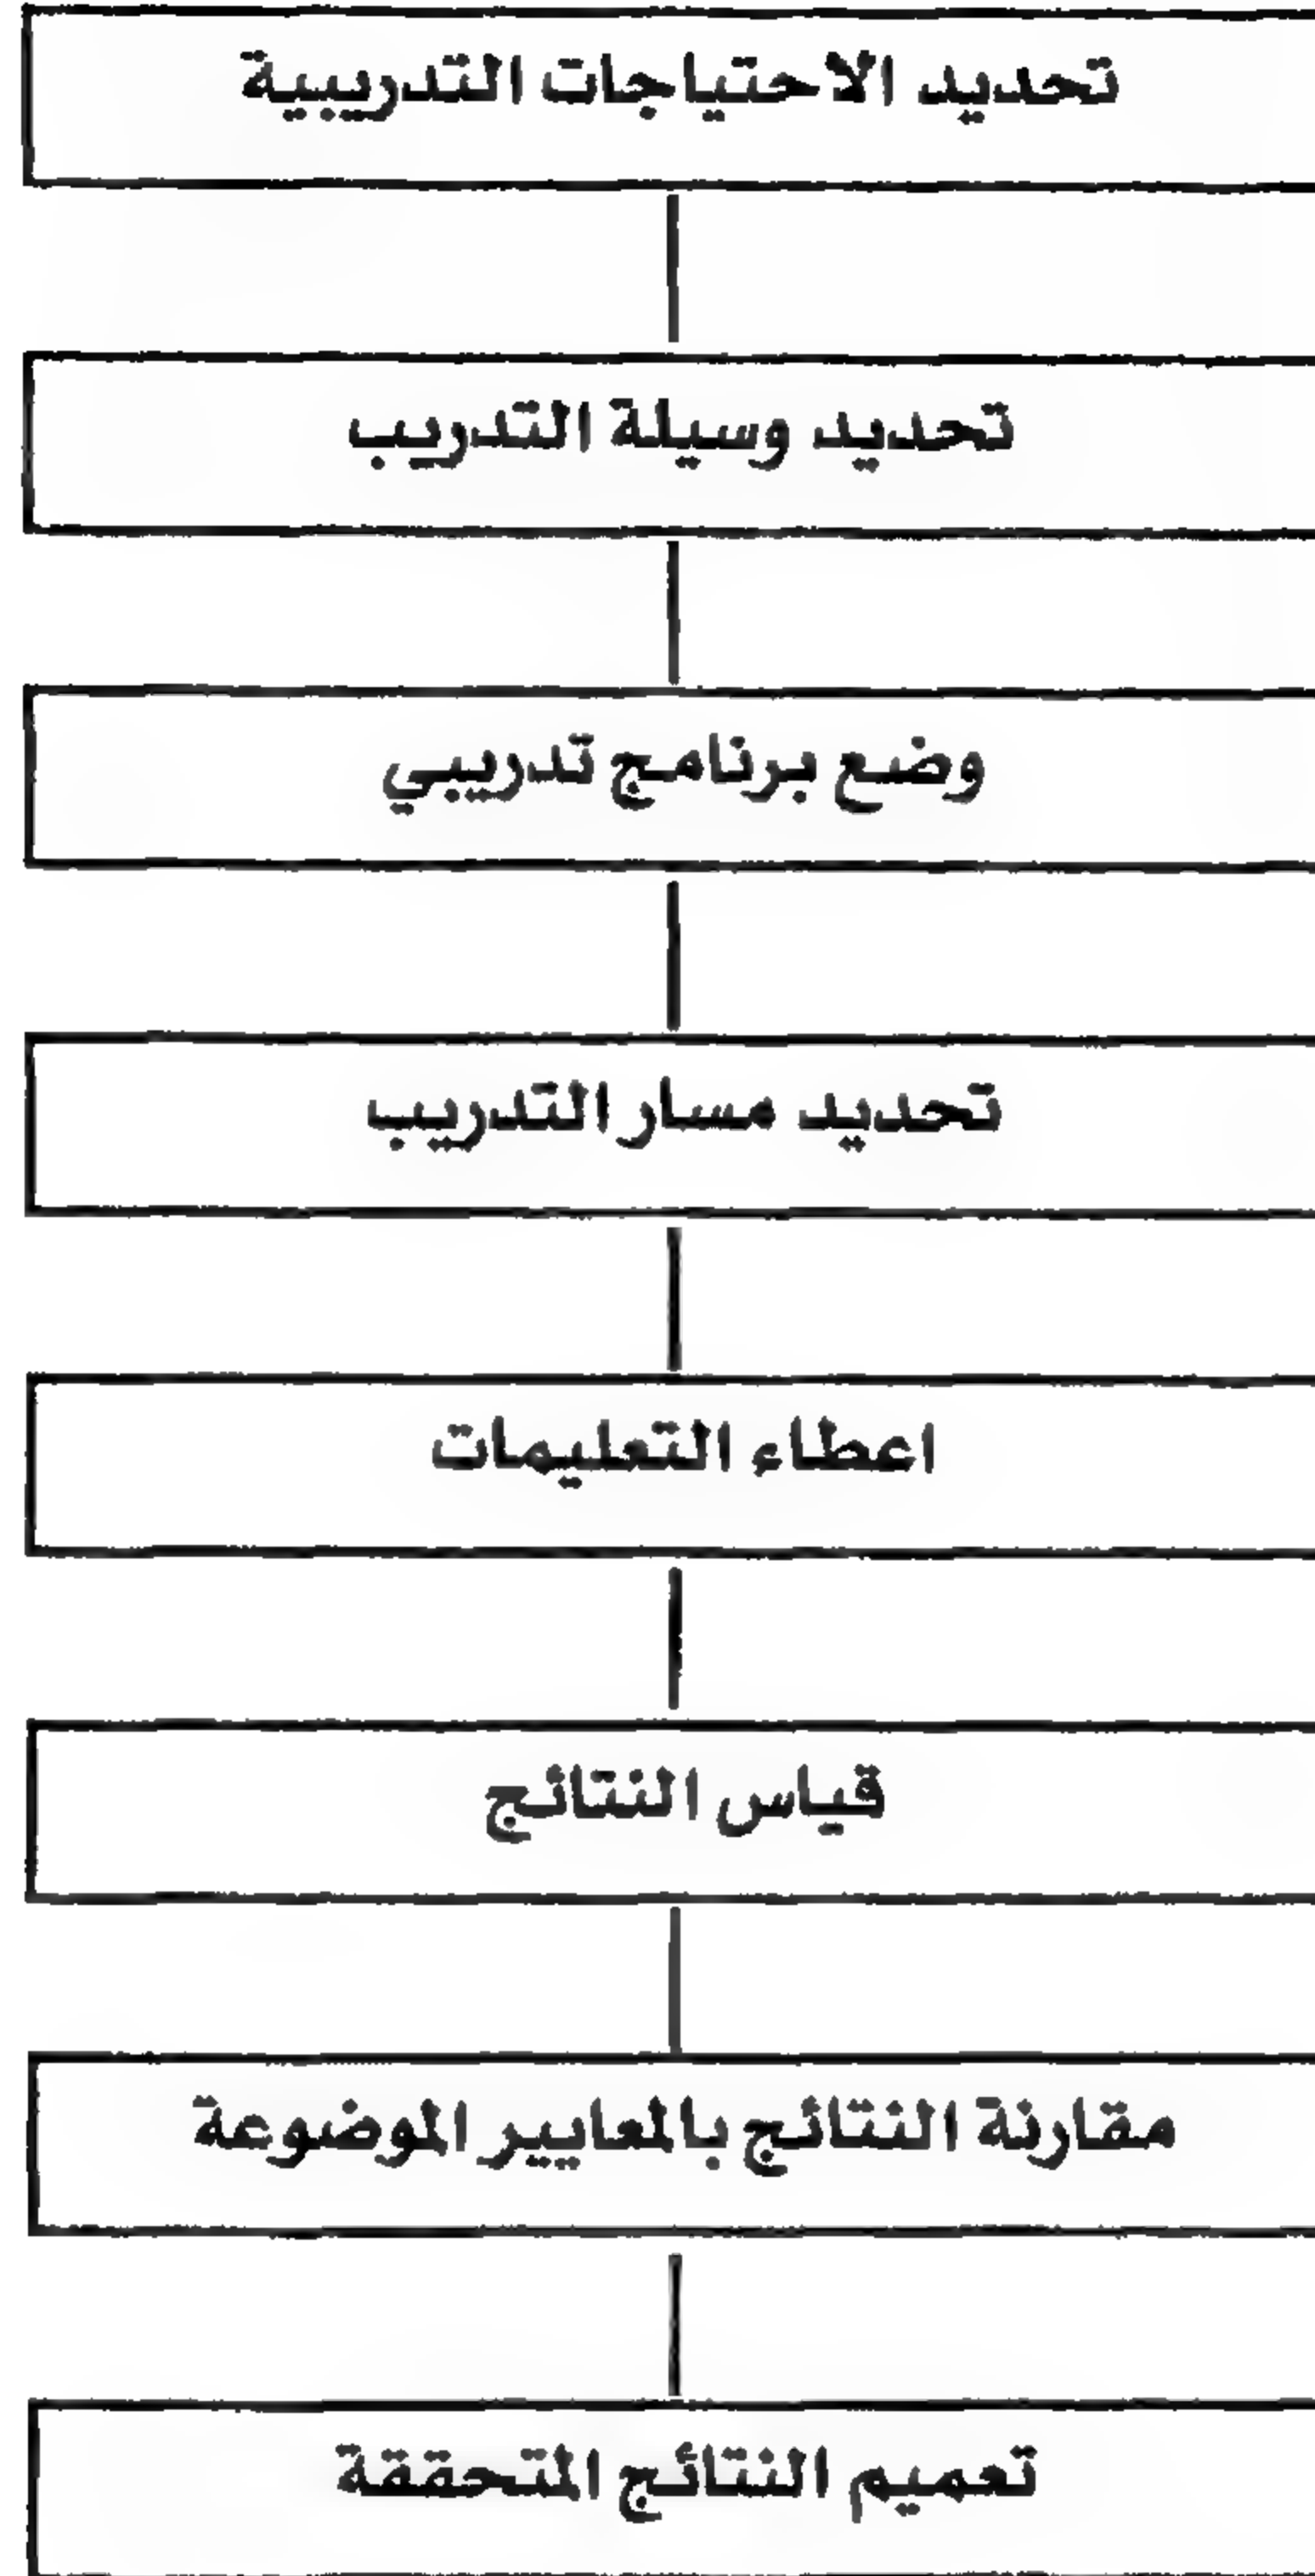 تحديد الاحتياجات التدريبية
تحديد وسيلة التدريب
وضع برنامج تدريبي
تحديد مسار التدريب
اعطاء التعليمات
قياس النتائج
مقارنة النتائج بالمعايير الموضوعة
تعميم النتائج المتحققة